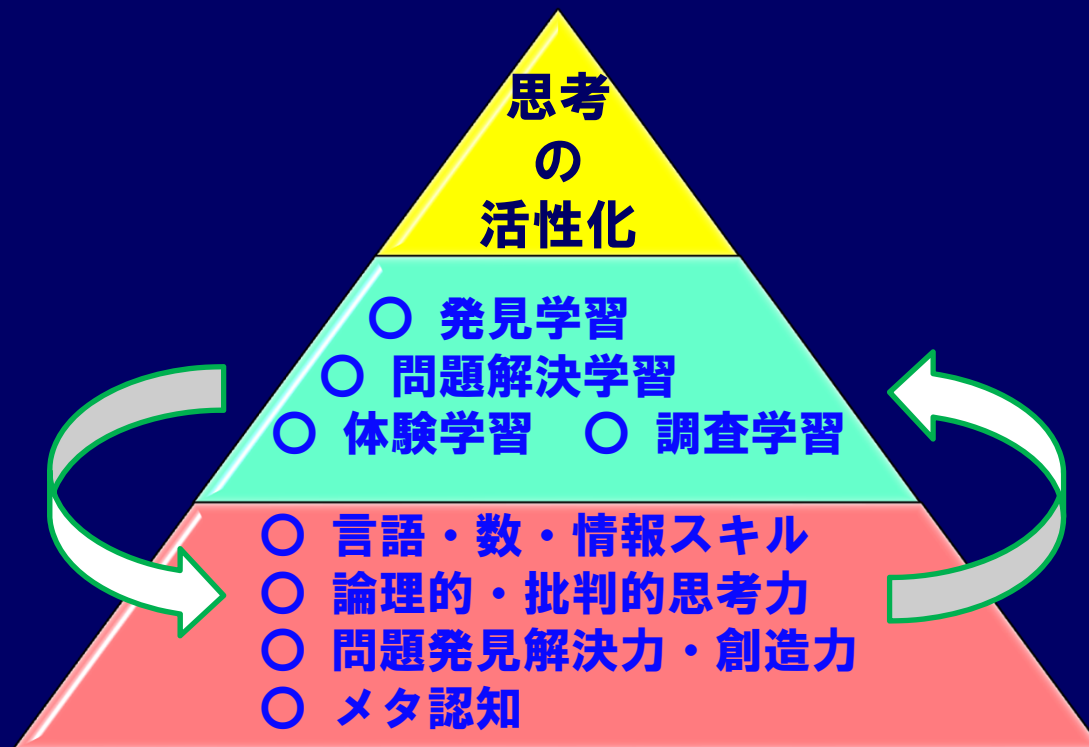 思考
の
活性化
〇 発見学習
〇 問題解決学習
〇 体験学習 〇 調査学習
〇 言語・数・情報スキル
〇 論理的・批判的思考力
〇 問題発見解決力・創造力
〇 メタ認知